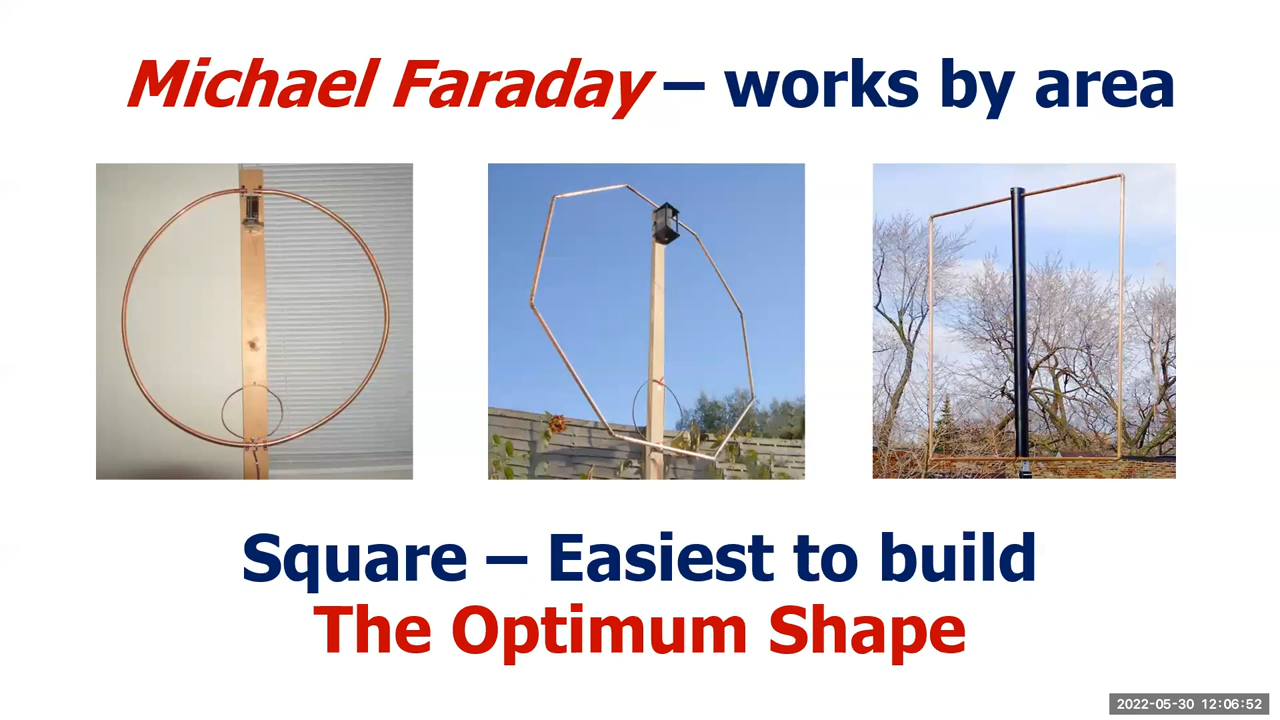 Michael Faraday – works by area
Square – Easiest to build
The Optimum Shape
2022-05-30 12:06:52